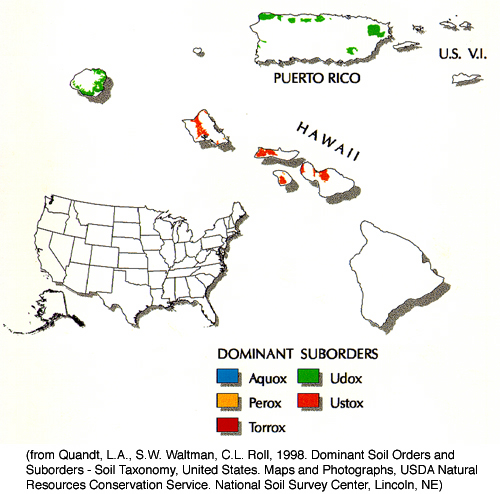 U.S. V.I.
PUERTO RICO
HAWAII
DOMINANT SUBORDERS
Aquox
Udox
Perox
Ustox
Torrox
(from Quandt, L.A., S.W. Waltman, C.L. Roll, 1998. Dominant Soil Orders and
Suborders - Soil Taxonomy, United States. Maps and Photographs, USDA Natural
Resources Conservation Service. National Soil Survey Center, Lincoln, NE)